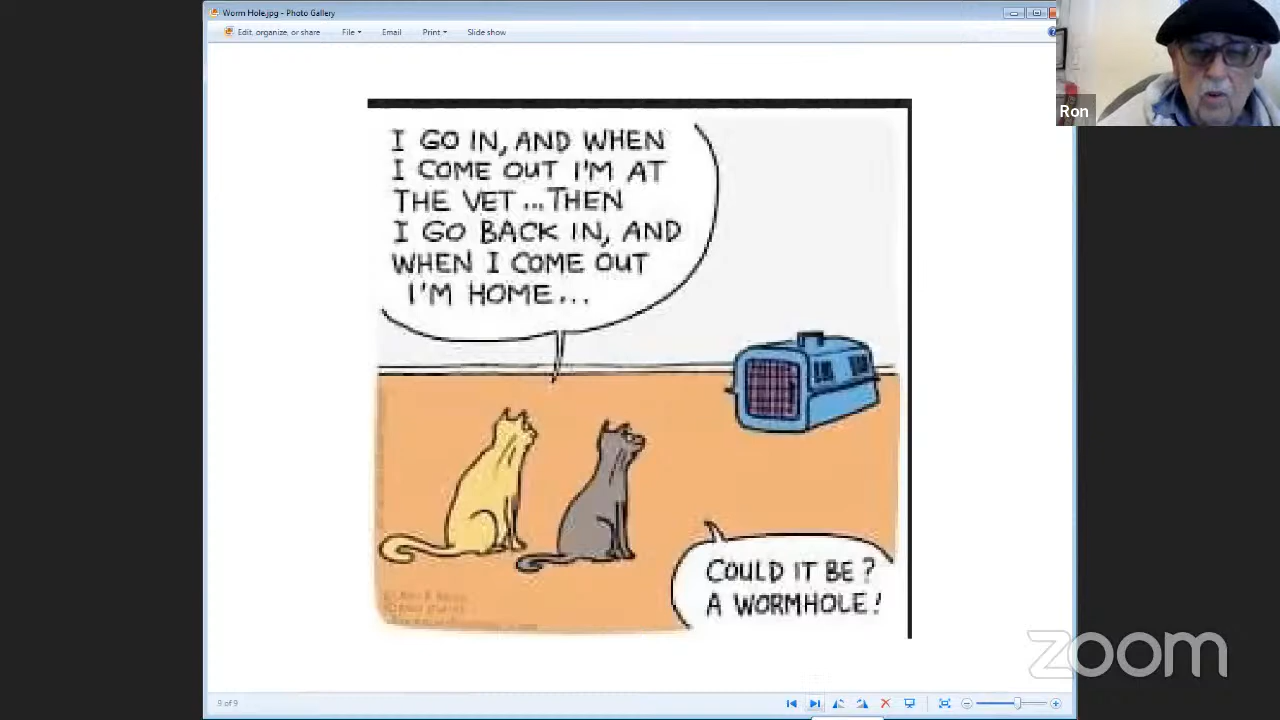 Worm Hole.jpg - Photo Gallery
Edit, organize, or share File Email Print Slide show
Ron
I GO IN, AND WHEN
I COME OUT I'M AT
THE VET...THEN
I GO BACK IN, AND
WHEN I COME OUT
I'M HOME...
COULD IT BE?
A WORMHOLE!
zoom
9 of 9